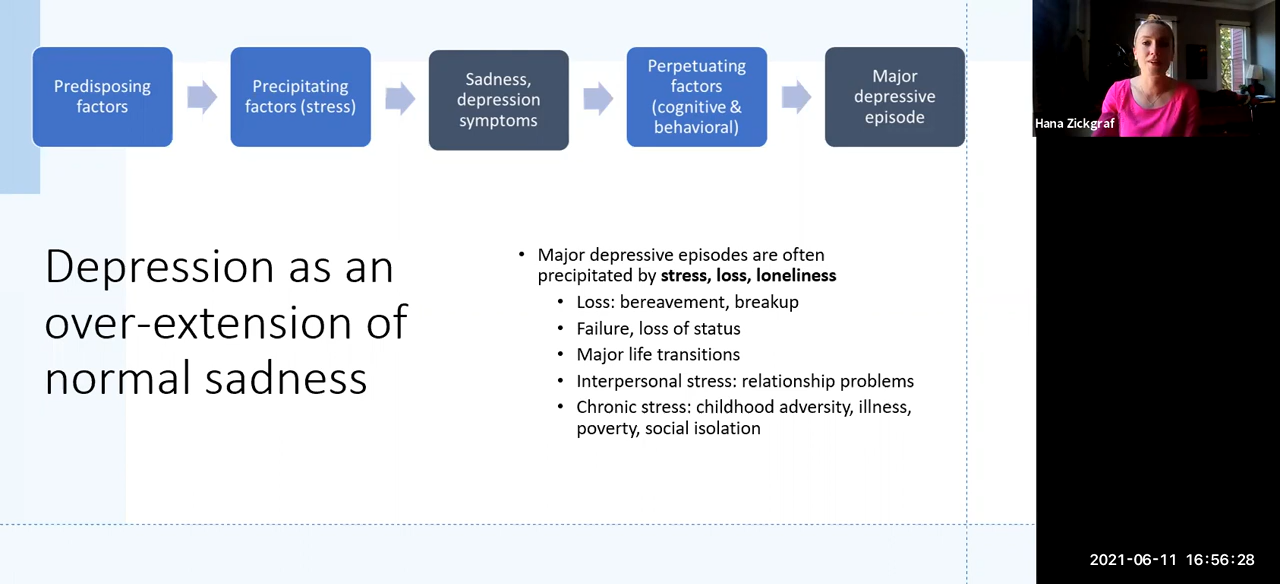 Predisposing
factors
Precipitating
factors (stress)
Sadness,
depression
symptoms
Perpetuating
factors
(cognitive &
behavioral)
Major
depressive
episode
Hana Zickgraf
Depression as an
over-extension of
normal sadness
• Major depressive episodes are often
precipitated by stress, loss, loneliness
• Loss: bereavement, breakup
• Failure, loss of status
• Major life transitions
• Interpersonal stress: relationship problems
• Chronic stress: childhood adversity, illness,
poverty, social isolation
2021-06-11 16:56:28